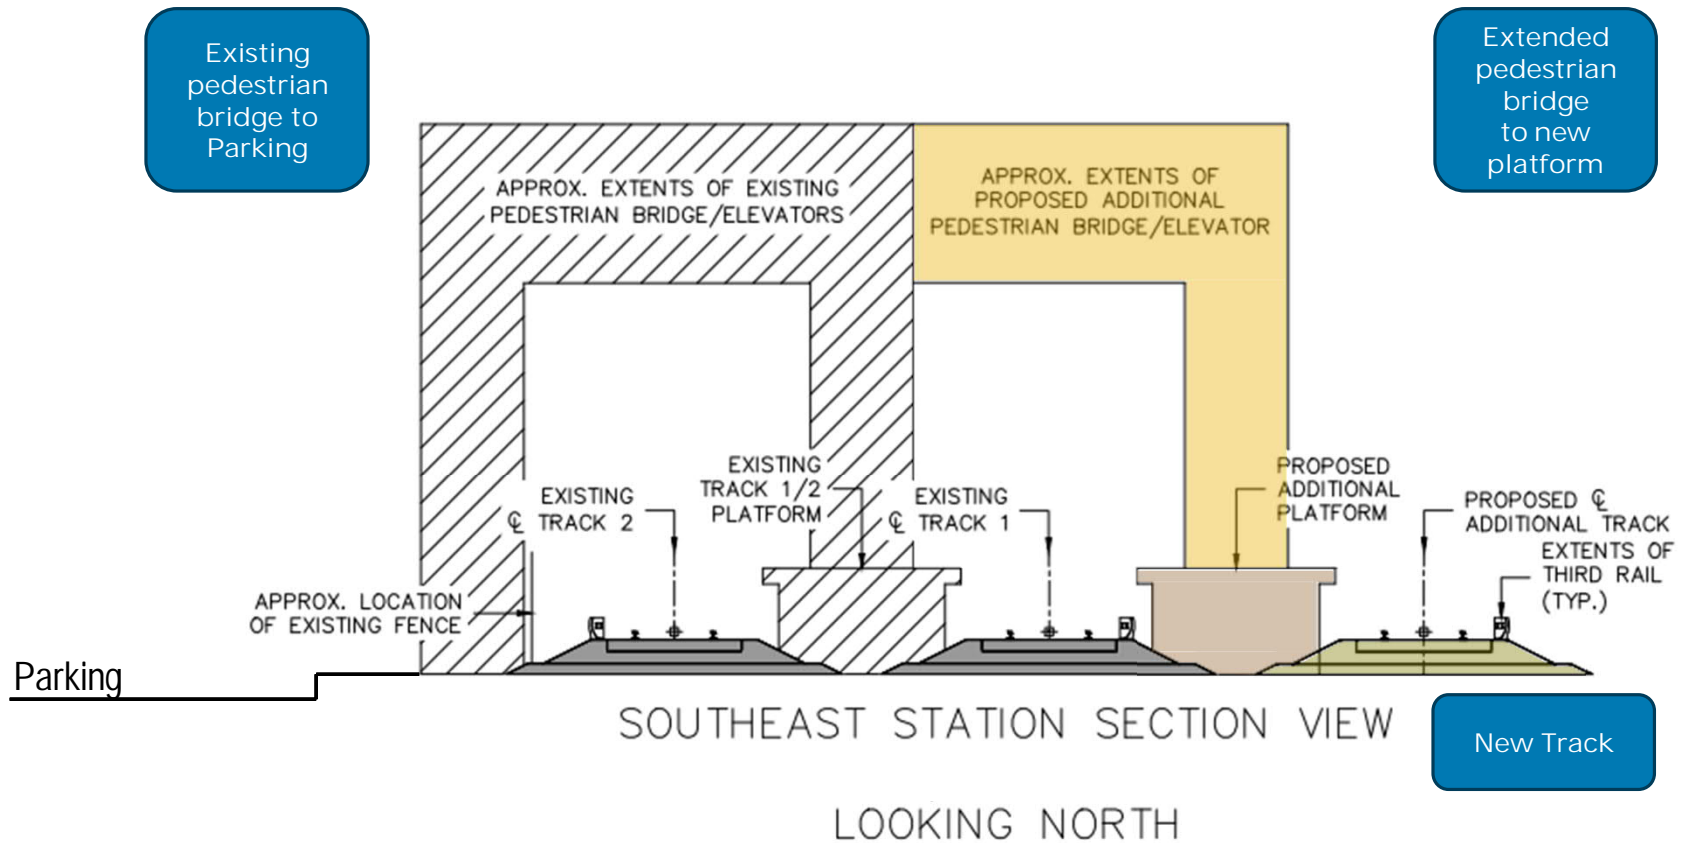 Existing
pedestrian
bridge to
Parking
Extended
pedestrian
bridge
to new
platform
APPROX. EXTENTS OF EXISTING
PEDESTRIAN BRIDGE/ELEVATORS
APPROX. EXTENTS OF
PROPOSED ADDITIONAL
PEDESTRIAN BRIDGE/ELEVATOR
EXISTING
℄ TRACK 2
EXISTING
TRACK 1/2
PLATFORM
EXISTING
℄ TRACK 1
PROPOSED
ADDITIONAL
PLATFORM
PROPOSED ℄
ADDITIONAL TRACK
EXTENTS OF
THIRD RAIL
(TYP.)
APPROX. LOCATION
OF EXISTING FENCE
Parking
SOUTHEAST STATION SECTION VIEW
New Track
LOOKING NORTH